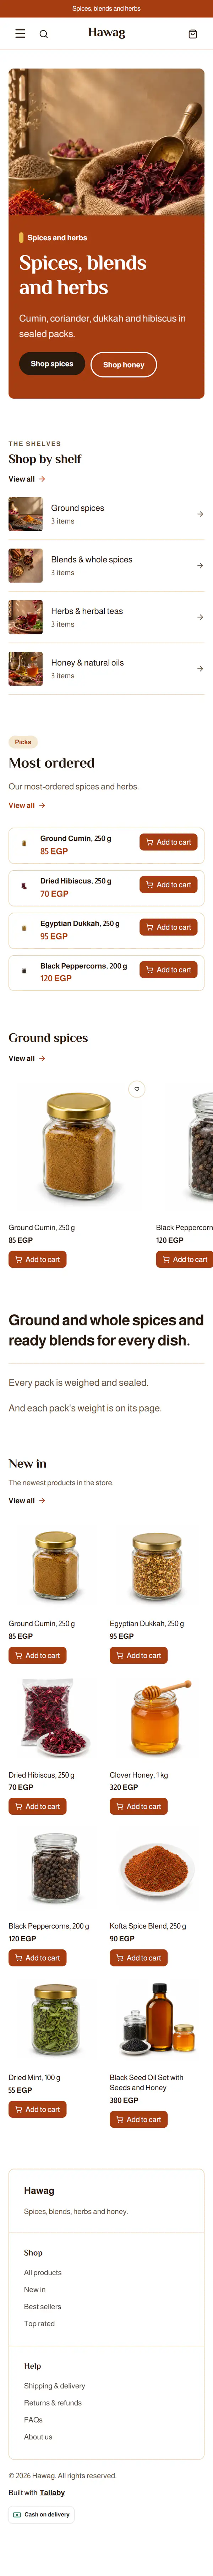 Spices, blends and herbs
Hawag
Spices and herbs
Spices, blends
and herbs
Cumin, coriander, dukkah and hibiscus in
sealed packs.
Shop spices
Shop honey
THE SHELVES
Shop by shelf
View all
Ground spices
3 items
Blends & whole spices
3 items
Herbs & herbal teas
3 items
Honey & natural oils
3 items
Picks
Most ordered
Our most-ordered spices and herbs.
View all
Ground Cumin, 250 g
85 EGP
Add to cart
Dried Hibiscus, 250 g
70 EGP
Add to cart
Egyptian Dukkah, 250 g
95 EGP
Add to cart
Black Peppercorns, 200 g
120 EGP
Add to cart
Ground spices
View all
Ground Cumin, 250 g
85 EGP
Add to cart
Black Peppercorn
120 EGP
Add to cart
Ground and whole spices and
ready blends for every dish.
Every pack is weighed and sealed.
And each pack's weight is on its page.
New in
The newest products in the store.
View all
Ground Cumin, 250 g
85 EGP
Add to cart
Egyptian Dukkah, 250 g
95 EGP
Add to cart
Dried Hibiscus, 250 g
70 EGP
Add to cart
Clover Honey, 1 kg
320 EGP
Add to cart
Black Peppercorns, 200 g
120 EGP
Add to cart
Kofta Spice Blend, 250 g
90 EGP
Add to cart
Dried Mint, 100 g
55 EGP
Add to cart
Black Seed Oil Set with
Seeds and Honey
380 EGP
Add to cart
Hawag
Spices, blends, herbs and honey.
Shop
All products
New in
Best sellers
Top rated
Help
Shipping & delivery
Returns & refunds
FAQs
About us
© 2026 Hawag. All rights reserved.
Built with Tallaby
Cash on delivery